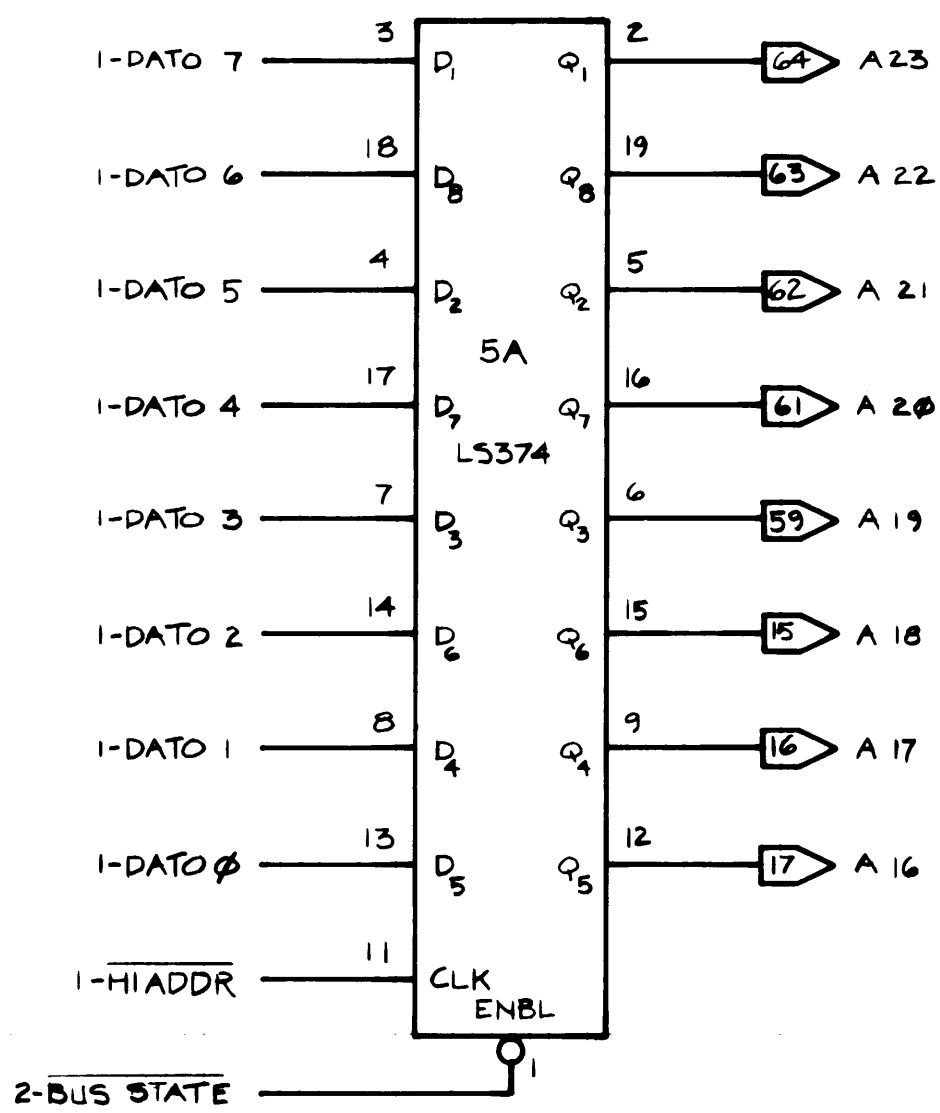 1-DATO 7 3 D1 Q1 2 64 A 23
1-DATO 6 18 D8 Q8 19 63 A 22
1-DATO 5 4 D2 Q2 5 62 A 21
5A
1-DATO 4 17 D7 Q7 16 61 A 2φ
LS374
1-DATO 3 7 D3 Q3 6 59 A 19
1-DATO 2 14 D6 Q6 15 15 A 18
1-DATO 1 8 D4 Q4 9 16 A 17
1-DATO φ 13 D5 Q5 12 17 A 16
1-HIADDR 11 CLK
ENBL
1
2-BUS STATE